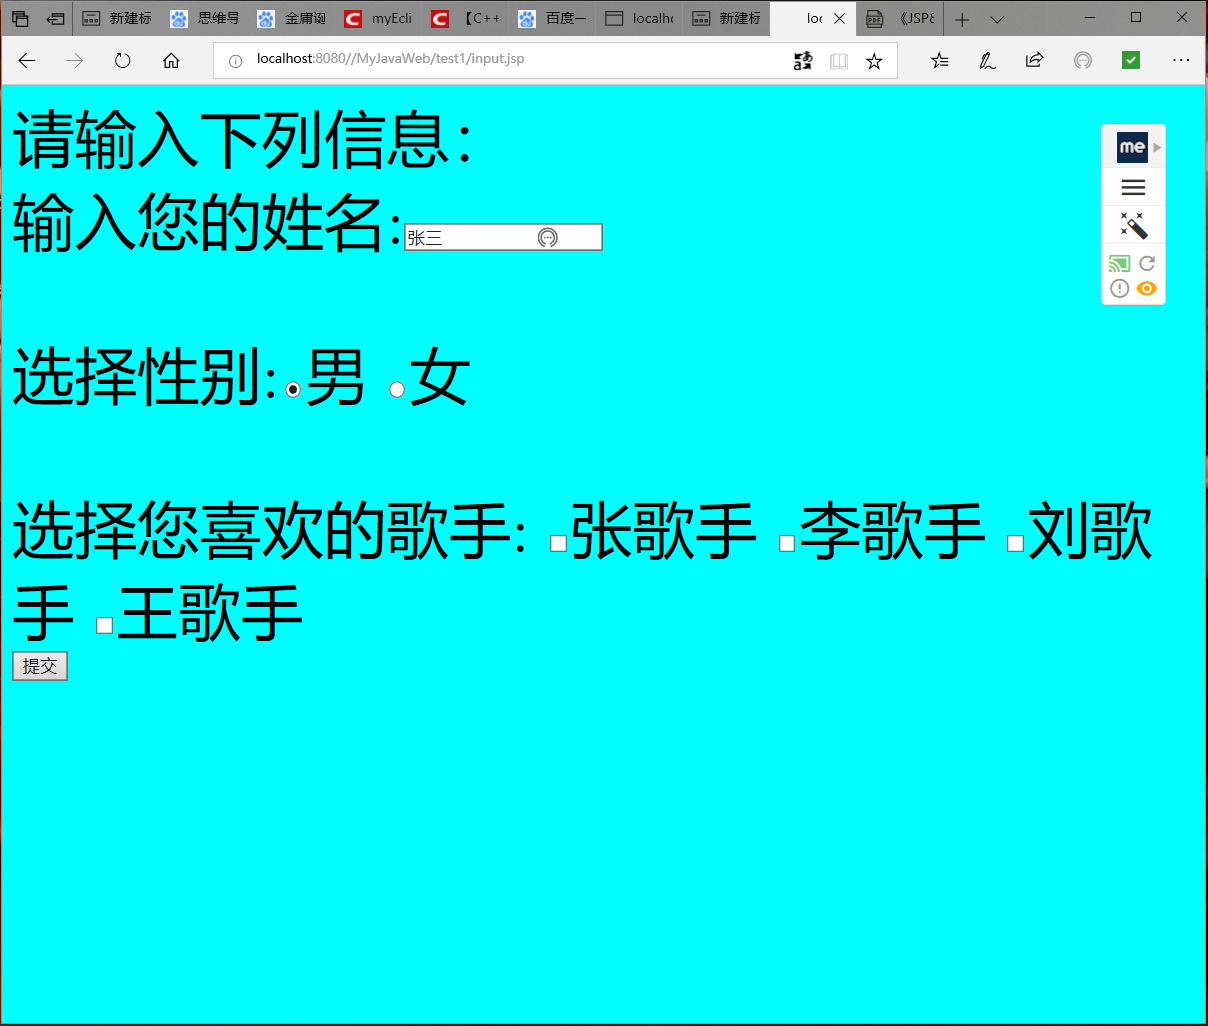 新建标
思维导
金庸词
myEcli
【C++
百度一
localho
新建标
loc
《JSP8
localhost:8080//MyJavaWeb/test1/input.jsp
请输入下列信息：
me
输入您的姓名:张三
选择性别: 男 女
选择您喜欢的歌手: 张歌手 李歌手 刘歌
手 王歌手
提交